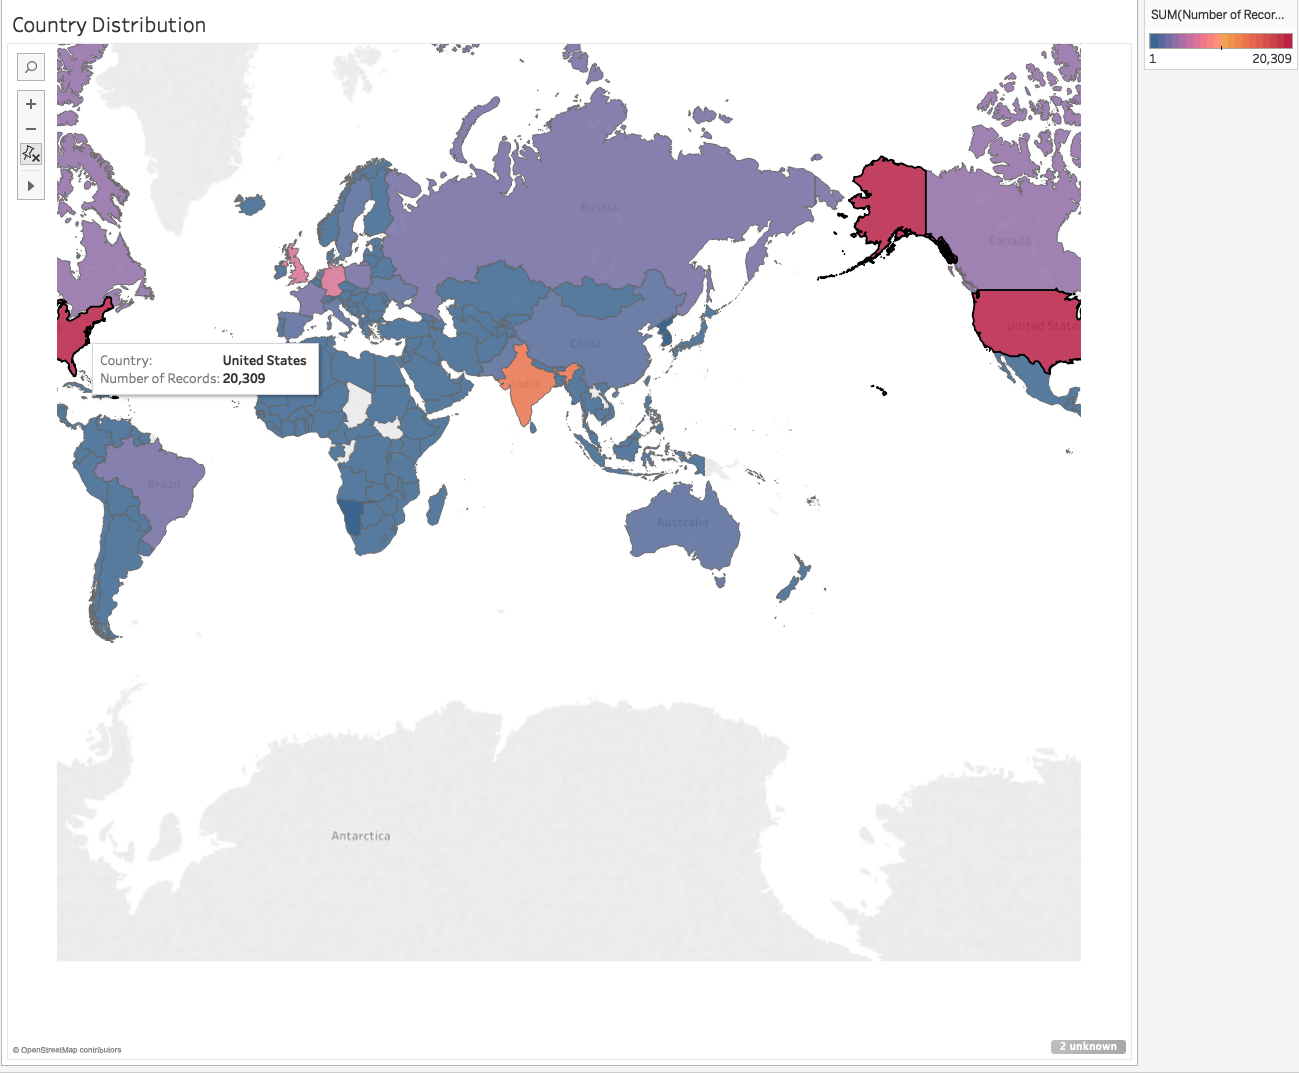 Country Distribution
SUM(Number of Recor...
1
20,309
Russia
Canada
United State
Country: United States
Number of Records: 20,309
China
India
Brazil
Australia
Antarctica
© OpenStreetMap contributors
2 unknown